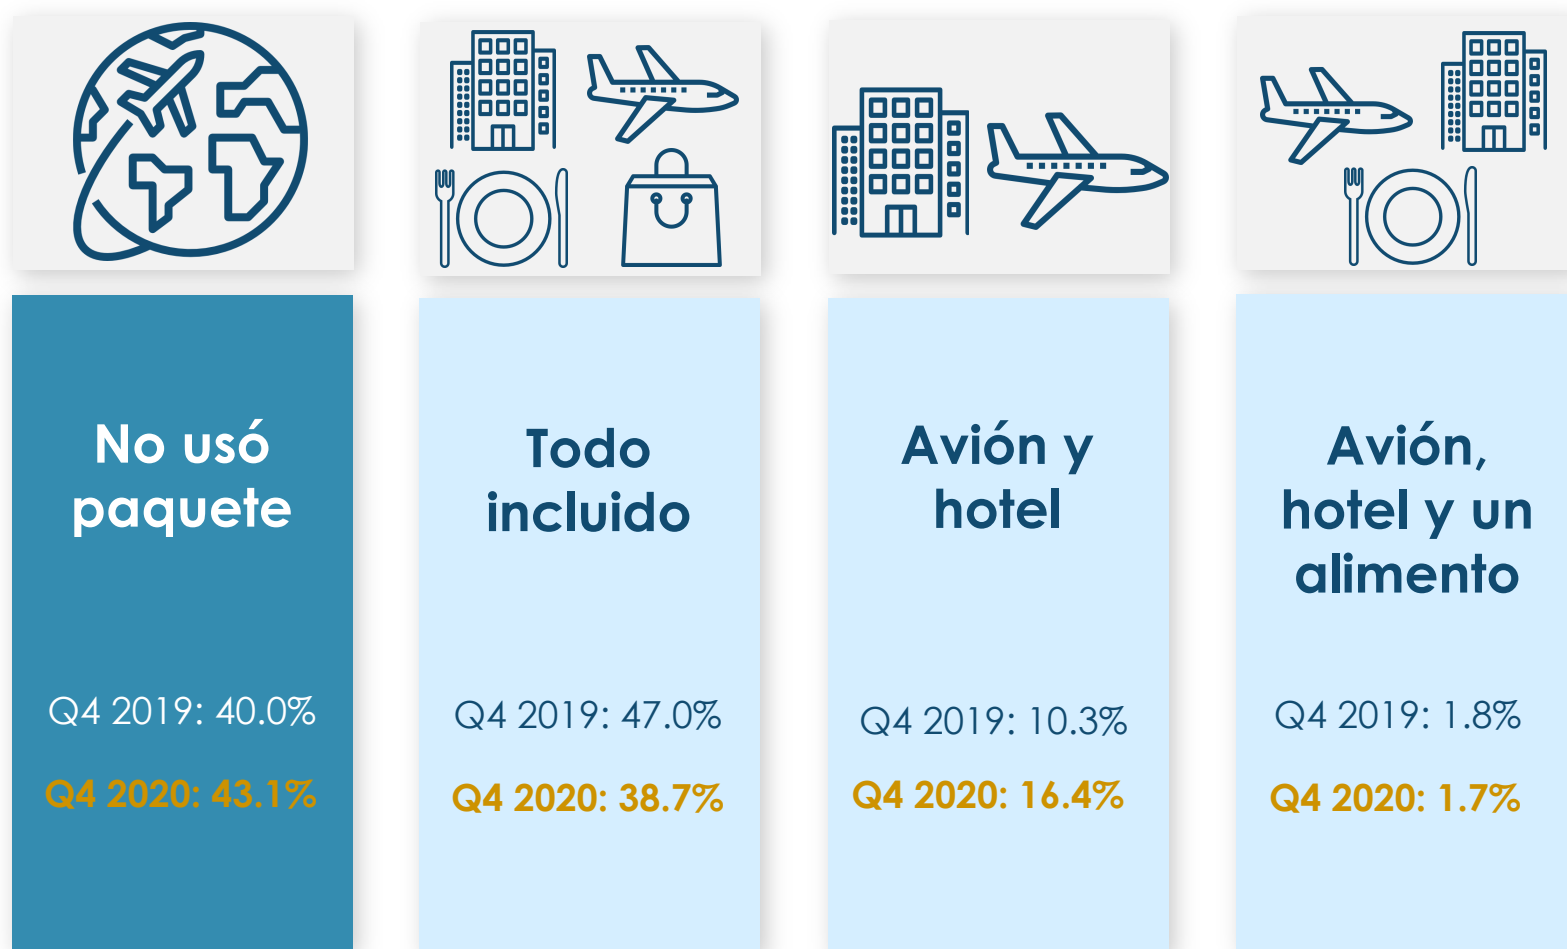 No usó
paquete
Q4 2019: 40.0%
Q4 2020: 43.1%
Todo
incluido
Q4 2019: 47.0%
Q4 2020: 38.7%
Avión y
hotel
Q4 2019: 10.3%
Q4 2020: 16.4%
Avión,
hotel y un
alimento
Q4 2019: 1.8%
Q4 2020: 1.7%